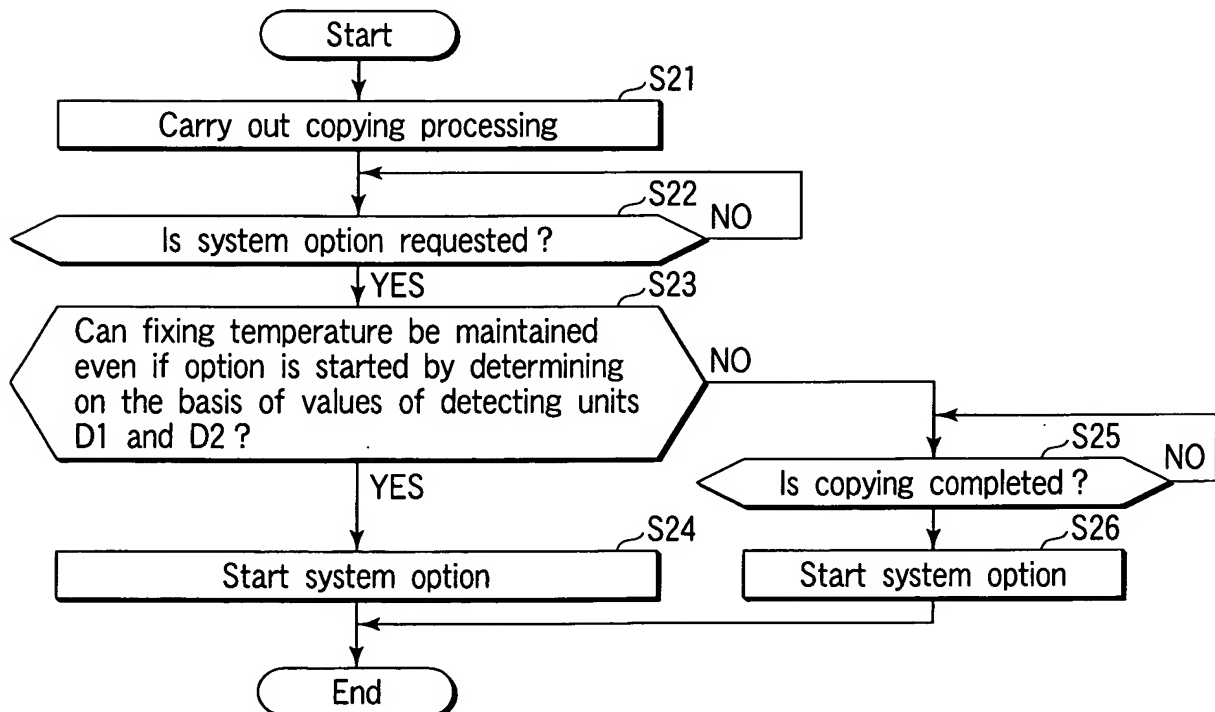 Start
S21
Carry out copying processing
S22
Is system option requested ?
NO
YES
S23
Can fixing temperature be maintained
even if option is started by determining
on the basis of values of detecting units
D1 and D2 ?
NO
YES
S25
Is copying completed ?
NO
S24
Start system option
S26
Start system option
End